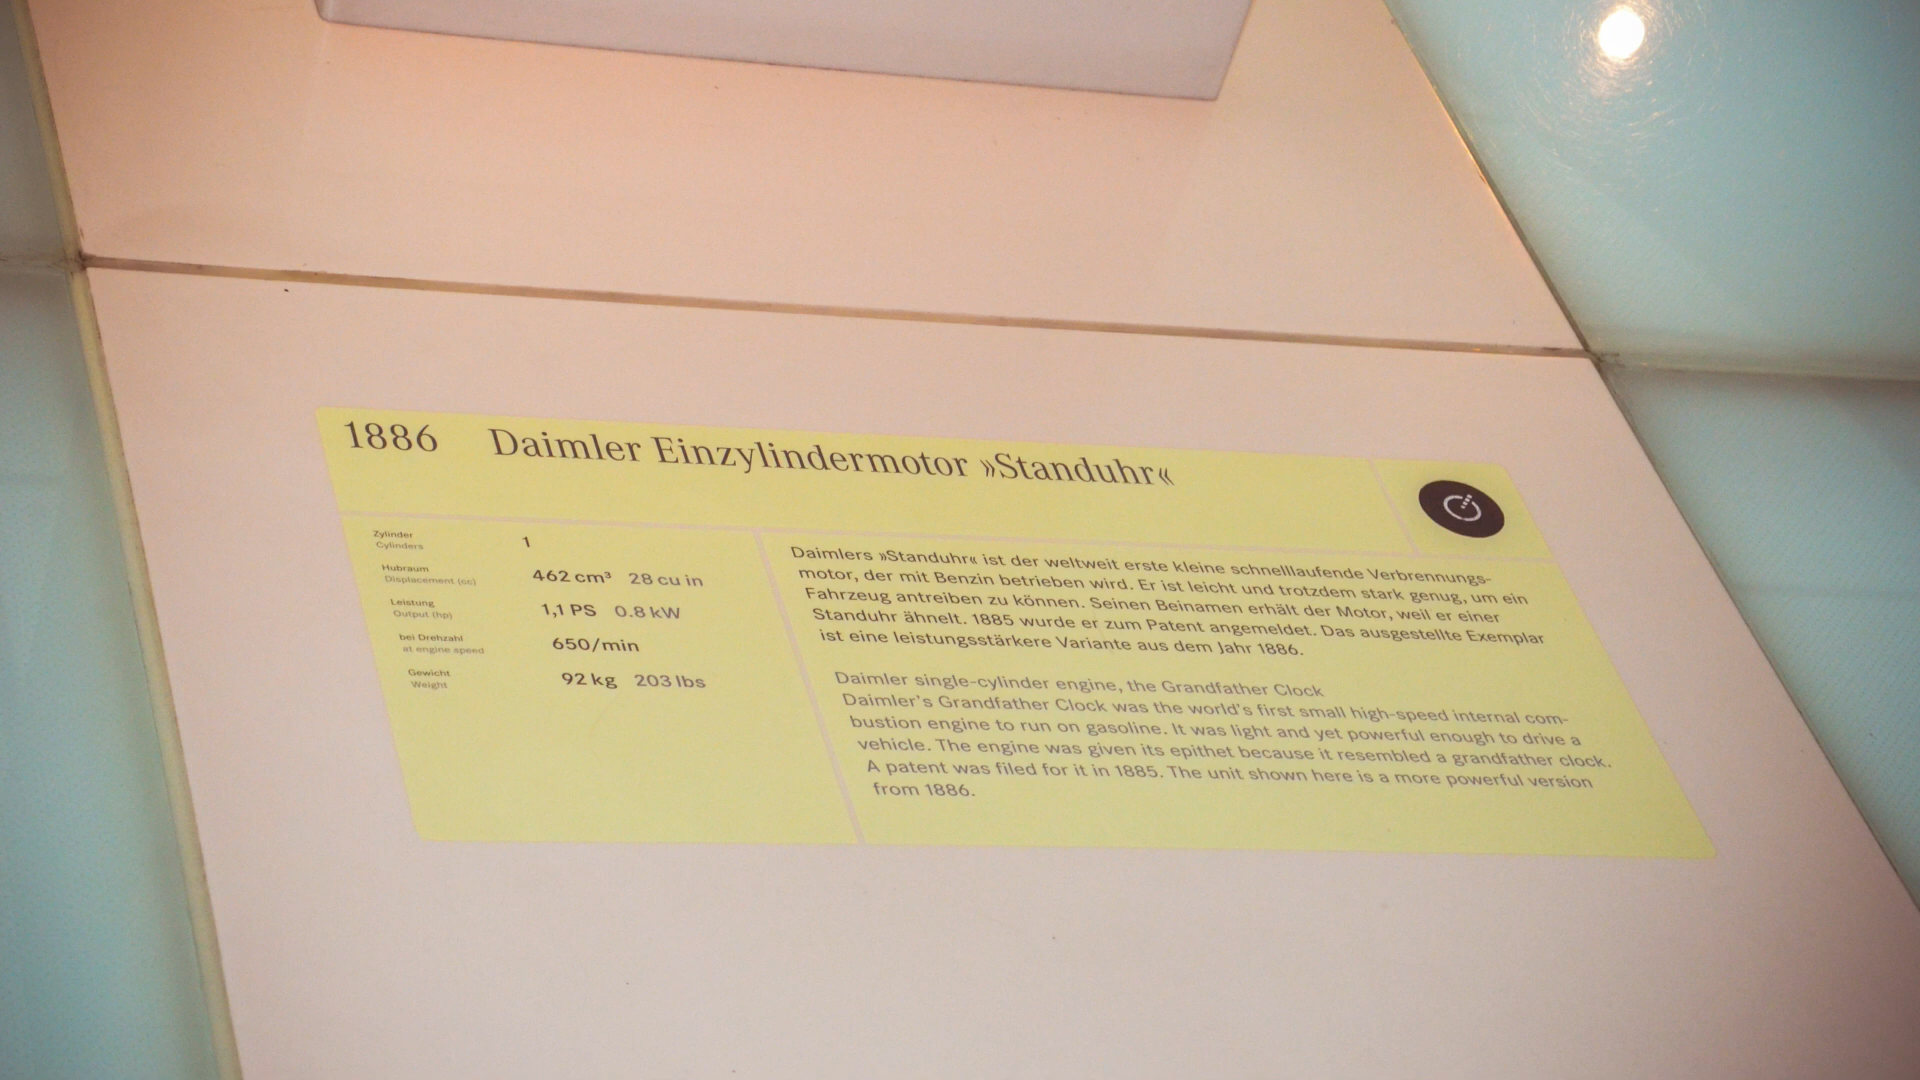 1886 Daimler Einzylindermotor »Standuhr«
Zylinder
Cylinders
1
Hubraum
Displacement (cc)
462 cm³ 28 cu in
Leistung
Output (hp)
1,1 PS 0.8 kW
bei Drehzahl
at engine speed
650/min
Gewicht
Weight
92 kg 203 lbs
Daimlers »Standuhr« ist der weltweit erste kleine schnelllaufende Verbrennungs-
motor, der mit Benzin betrieben wird. Er ist leicht und trotzdem stark genug, um ein
Fahrzeug antreiben zu können. Seinen Beinamen erhält der Motor, weil er einer
Standuhr ähnelt. 1885 wurde er zum Patent angemeldet. Das ausgestellte Exemplar
ist eine leistungsstärkere Variante aus dem Jahr 1886.
Daimler single-cylinder engine, the Grandfather Clock
Daimler's Grandfather Clock was the world's first small high-speed internal com-
bustion engine to run on gasoline. It was light and yet powerful enough to drive a
vehicle. The engine was given its epithet because it resembled a grandfather clock.
A patent was filed for it in 1885. The unit shown here is a more powerful version
from 1886.